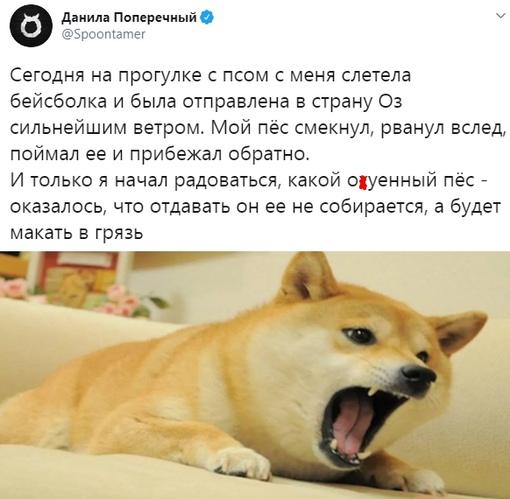 Данила Поперечный
@Spoontamer
Сегодня на прогулке с псом с меня слетела
бейсболка и была отправлена в страну Оз
сильнейшим ветром. Мой пёс смекнул, рванул вслед,
поймал ее и прибежал обратно.
И только я начал радоваться, какой о уенный пёс -
оказалось, что отдавать он ее не собирается, а будет
макать в грязь